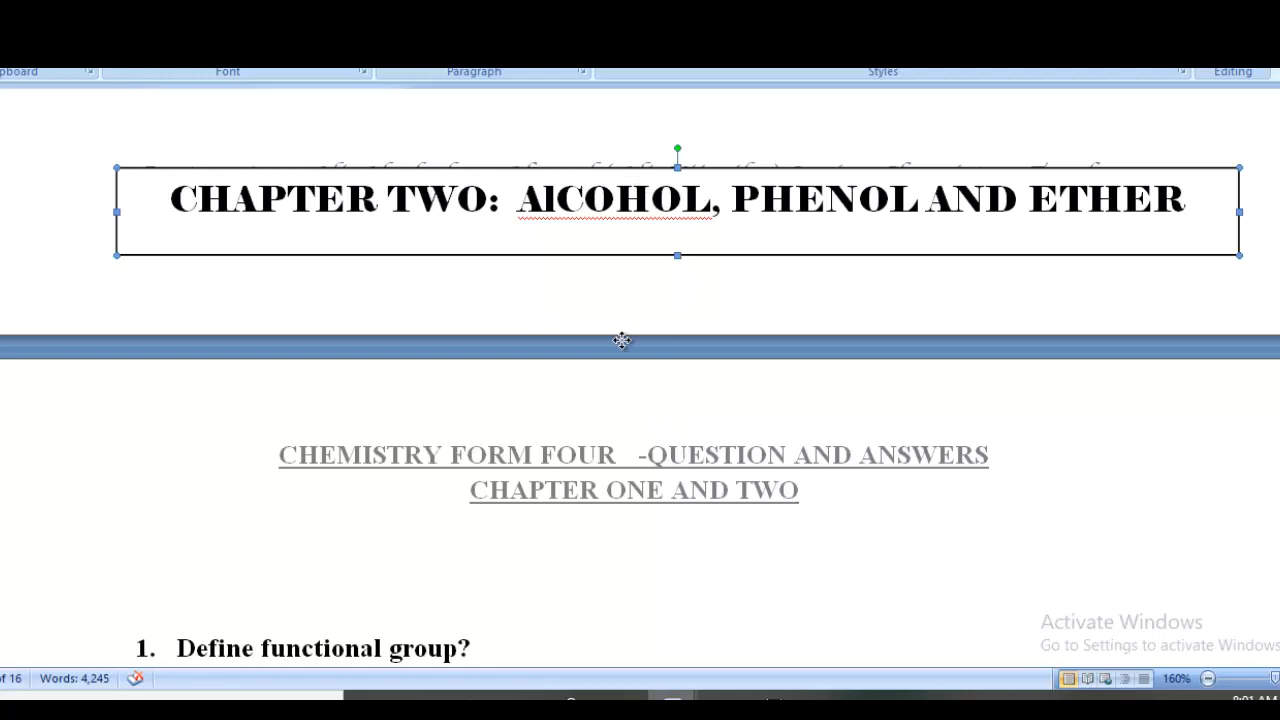 pboard
Font
Paragraph
Styles
Editing
CHAPTER TWO: AlCOHOL, PHENOL AND ETHER
CHEMISTRY FORM FOUR -QUESTION AND ANSWERS
CHAPTER ONE AND TWO
1. Define functional group?
Activate Windows
Go to Settings to activate Windows
of 16 Words: 4,245 160%